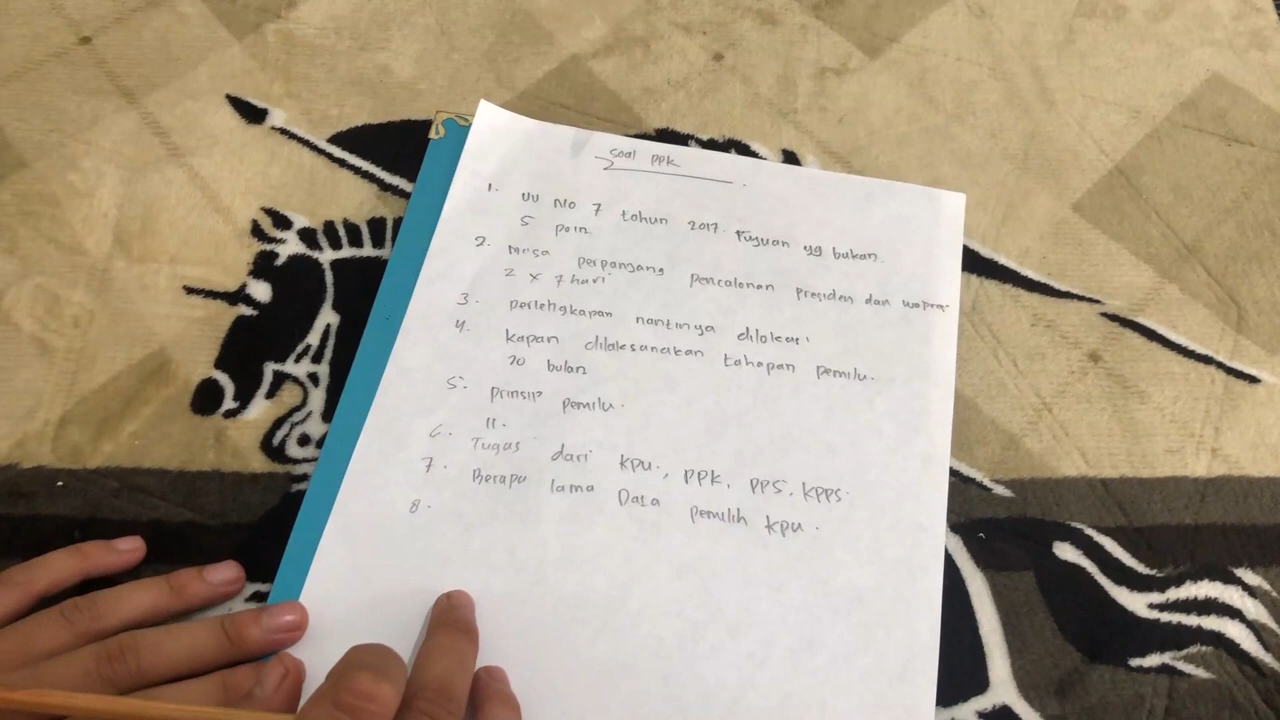 Soal PPK
1. UU No 7 tahun 2017. Tujuan yg bukan.
5 poin
2. Masa perpanjang pencalonan presiden dan wapres
2 x 7 hari
3. perlengkapan nantinya dilokasi
4. kapan dilaksanakan tahapan pemilu.
20 bulan
5. prinsip pemilu.
11.
6. Tugas dari KPU., PPK, PPS, KPPS.
7. Berapa lama Data pemilih KPU.
8.